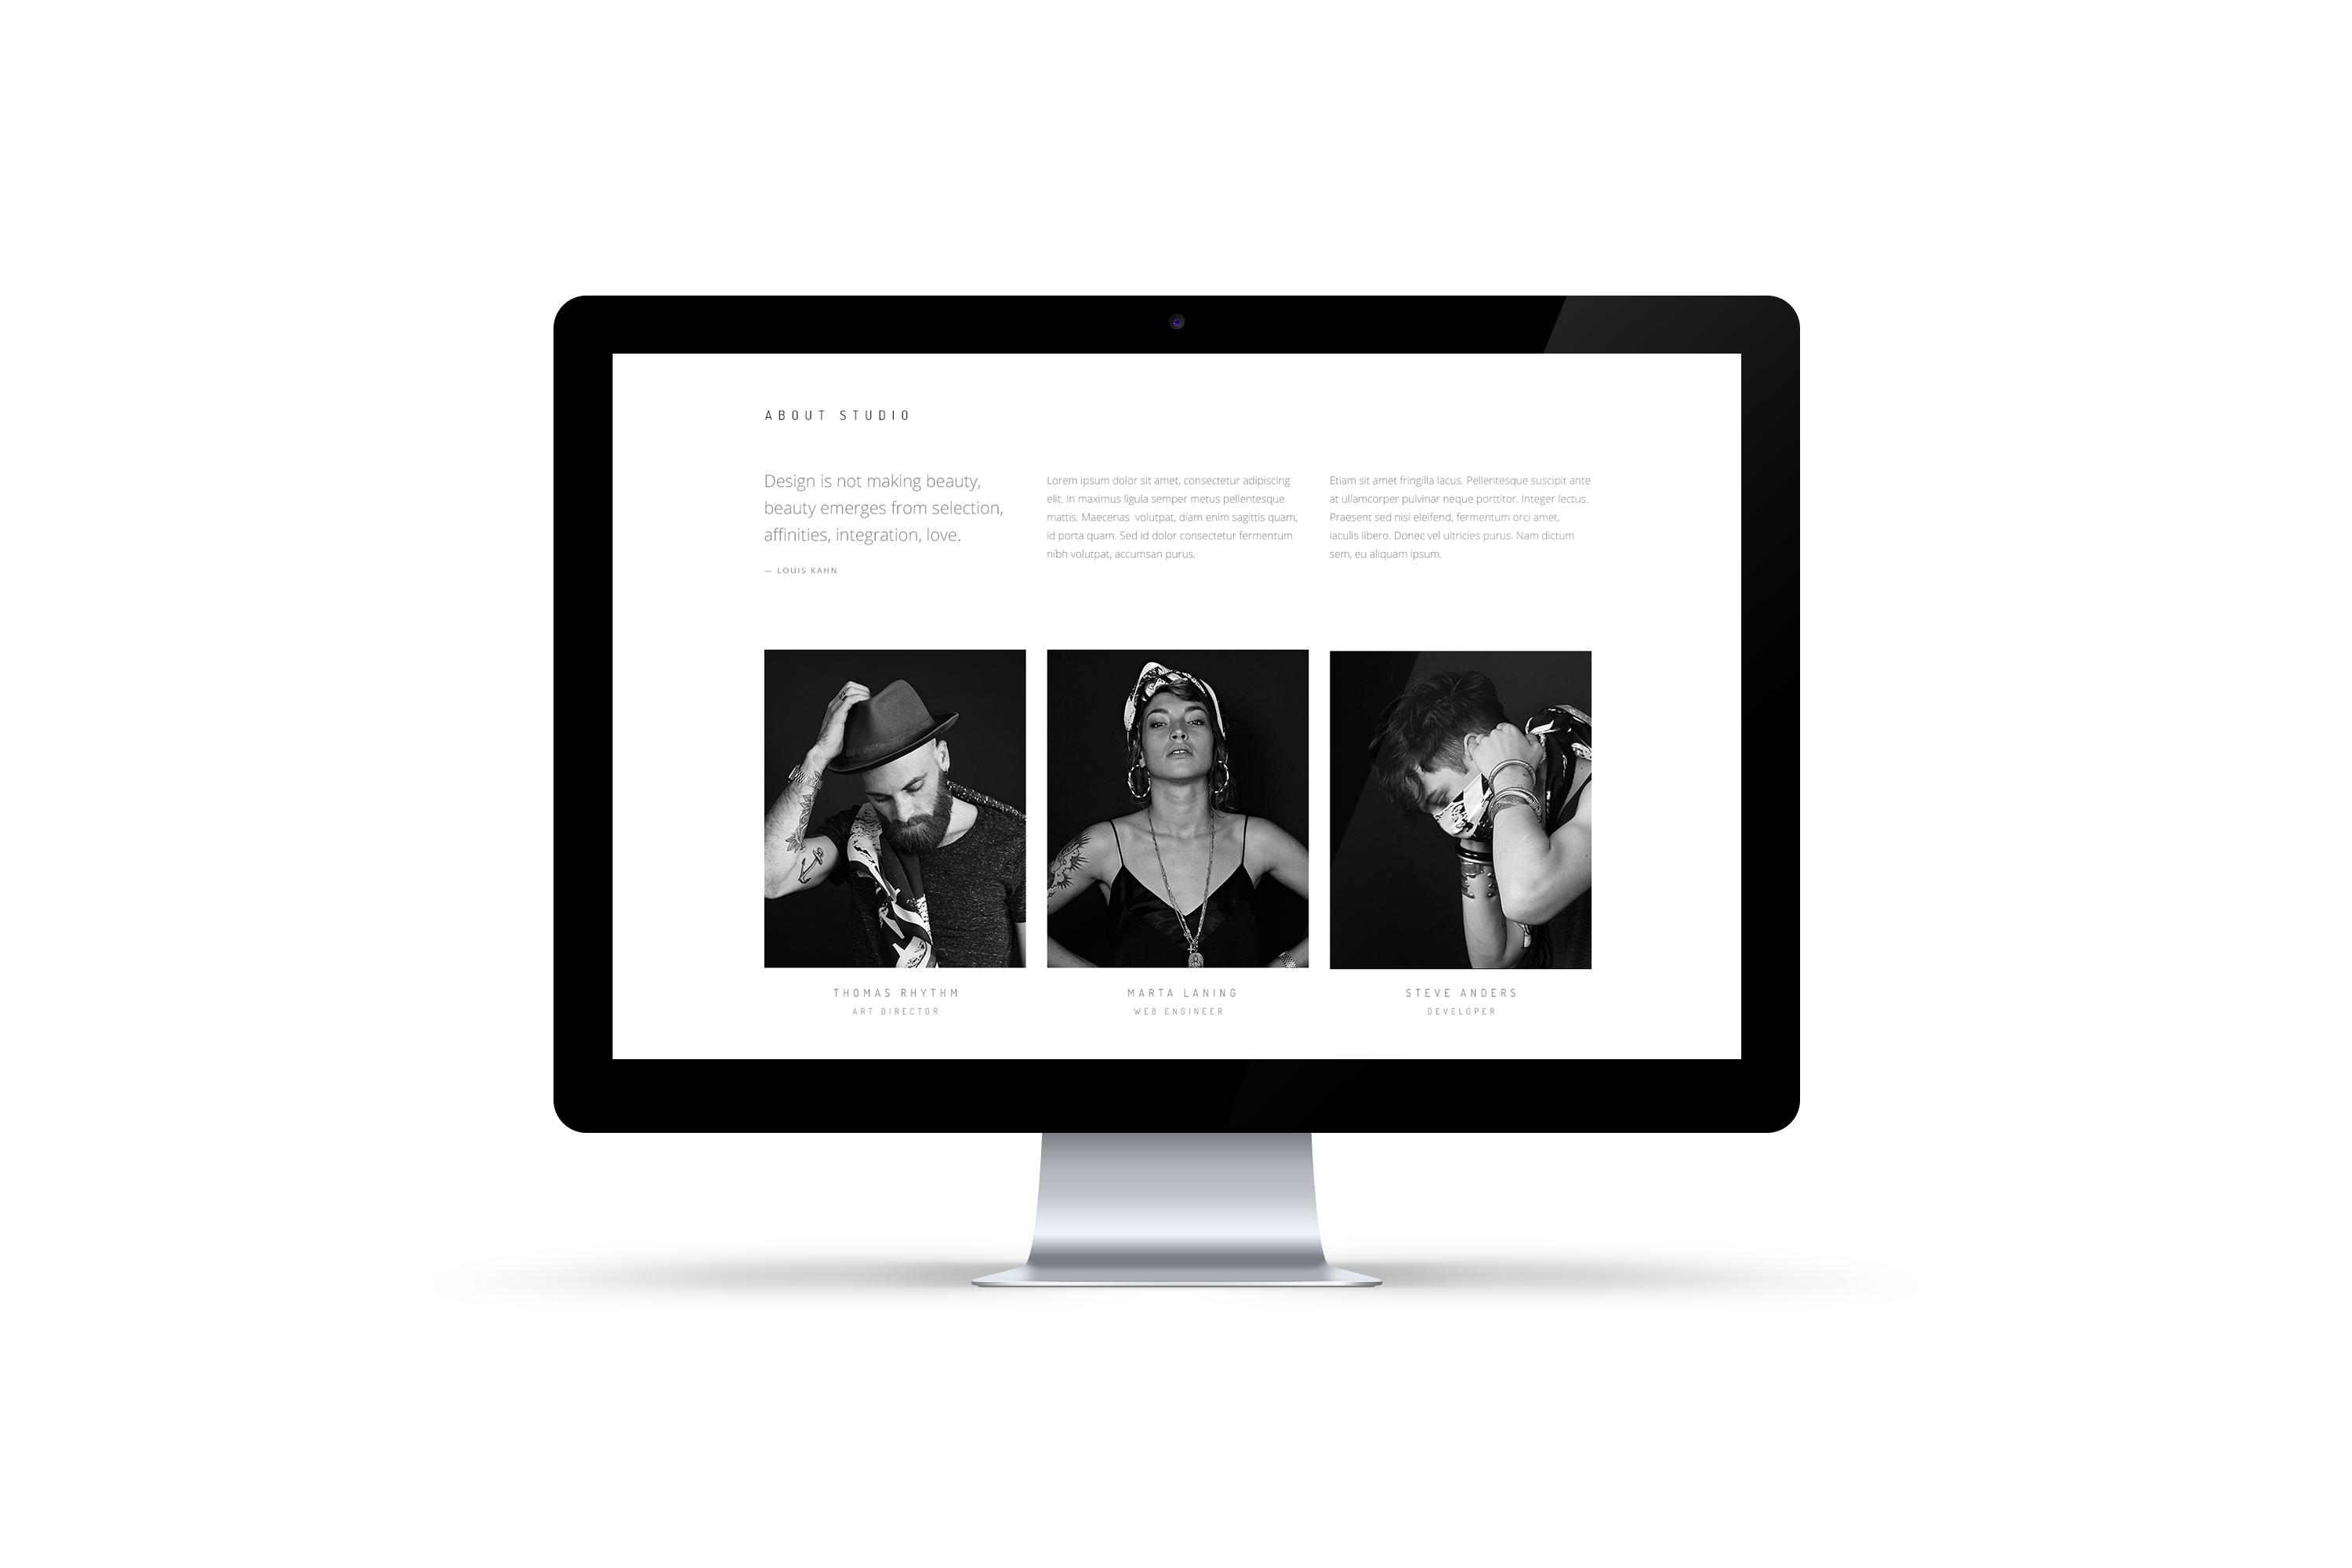 ABOUT STUDIO
Design is not making beauty,
beauty emerges from selection,
affinities, integration, love.
— LOUIS KAHN
Lorem ipsum dolor sit amet, consectetur adipiscing
elit. In maximus ligula semper metus pellentesque
mattis. Maecenas volutpat, diam enim sagittis quam,
id porta quam. Sed id dolor consectetur fermentum
nibh volutpat, accumsan purus.
Etiam sit amet fringilla lacus. Pellentesque suscipit ante
at ullamcorper pulvinar neque porttitor. Integer lectus.
Praesent sed nisi eleifend, fermentum orci amet,
iaculis libero. Donec vel ultricies purus. Nam dictum
sem, eu aliquam ipsum.
THOMAS RHYTHM
ART DIRECTOR
MARTA LANING
WEB ENGINEER
STEVE ANDERS
DEVELOPER